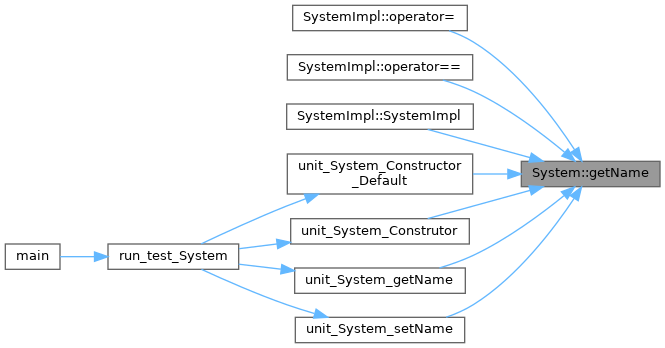 SystemImpl::operator=
SystemImpl::operator==
SystemImpl::SystemImpl
unit_System_Constructor
_Default
System::getName
unit_System_Construtor
main
run_test_System
unit_System_getName
unit_System_setName